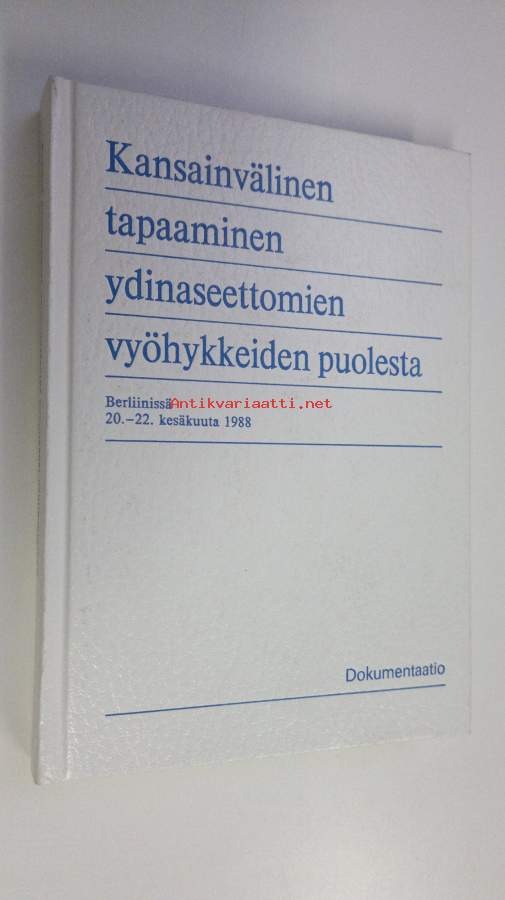 Kansainvälinen
tapaaminen
ydinaseettomien
vyöhykkeiden puolesta
Berliinissä
Antikvariaatti.net
20.–22. kesäkuuta 1988
Dokumentaatio